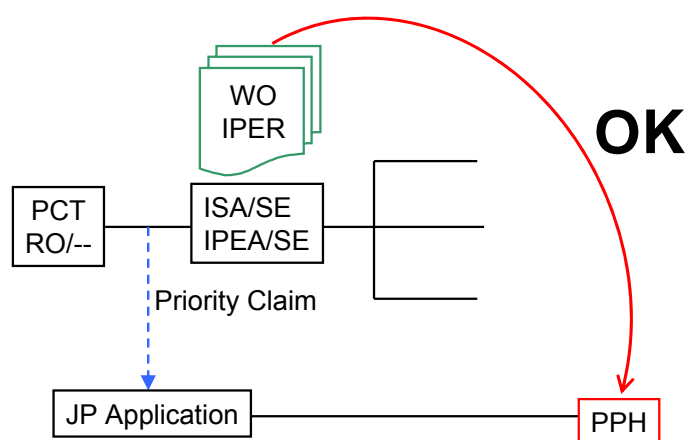 WO
IPER
OK
PCT
RO/--
ISA/SE
IPEA/SE
Priority Claim
JP Application
PPH